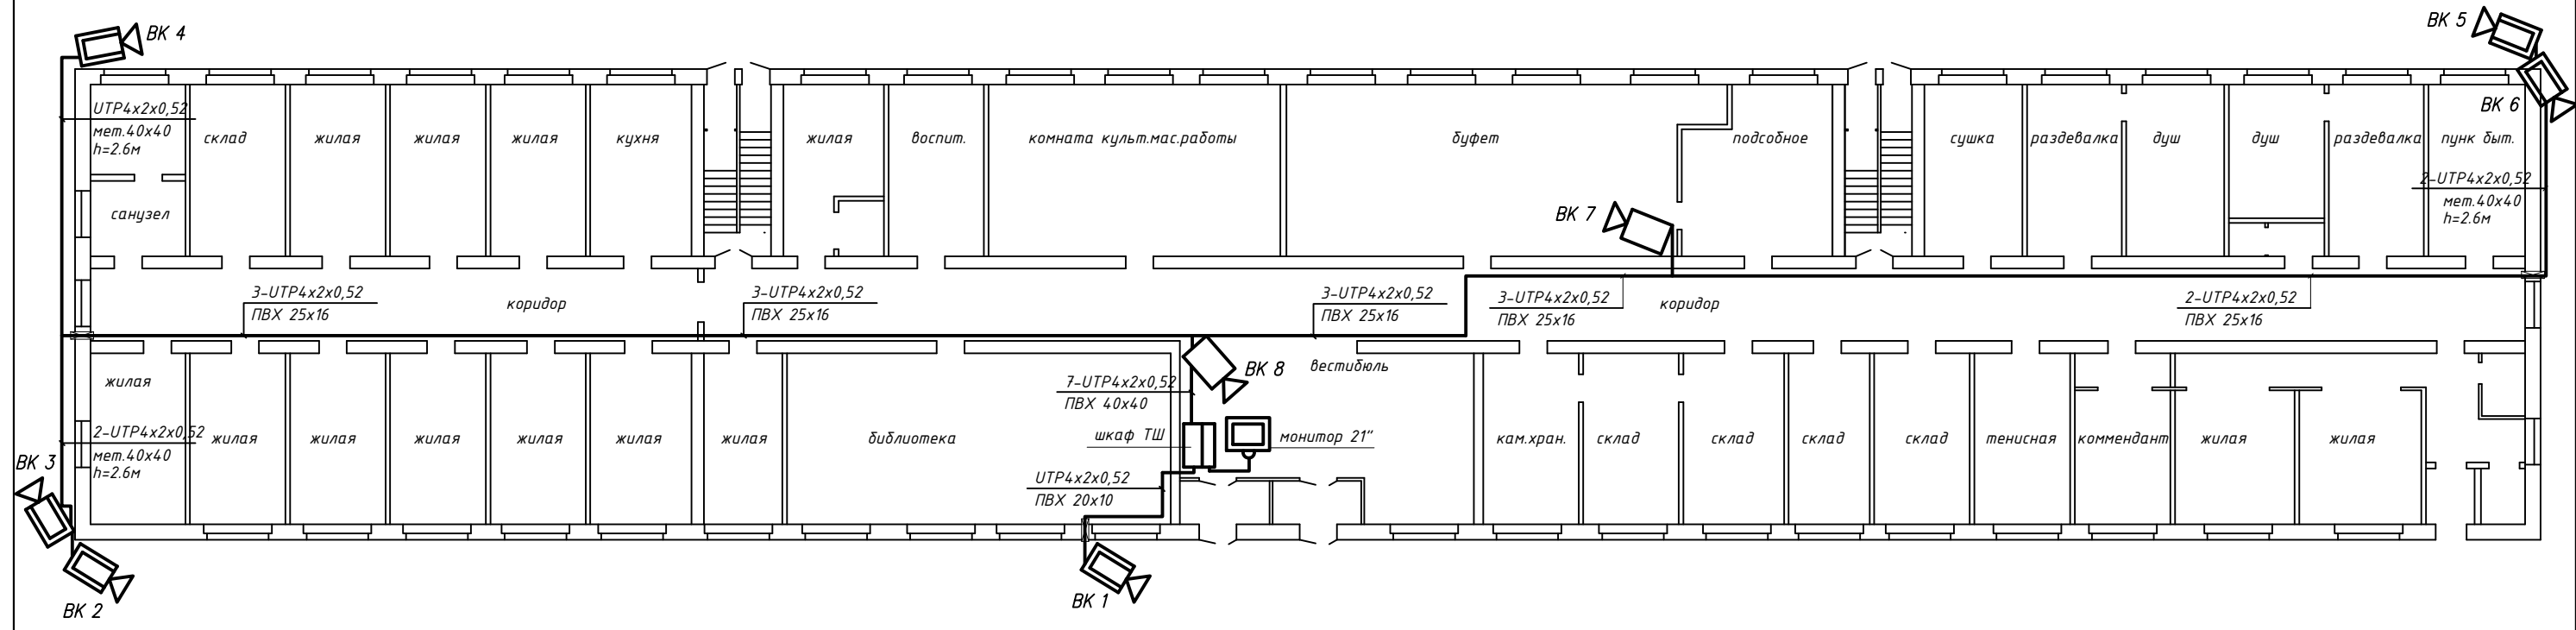 ВК 4
ВК 5
ВК 6
UTP4x2x0,52
мет.40x40
h=2.6м
склад
жилая
жилая
жилая
кухня
жилая
воспит.
комната культ.мас.работы
буфет
подсобное
сушка
раздевалка
душ
душ
раздевалка
пунк быт.
2-UTP4x2x0,52
мет.40x40
h=2.6м
санузел
ВК 7
3-UTP4x2x0,52
ПВХ 25x16
коридор
3-UTP4x2x0,52
ПВХ 25x16
3-UTP4x2x0,52
ПВХ 25x16
3-UTP4x2x0,52
ПВХ 25x16
коридор
2-UTP4x2x0,52
ПВХ 25x16
жилая
7-UTP4x2x0,52
ПВХ 40x40
ВК 8
вестибюль
2-UTP4x2x0,52
мет.40x40
h=2.6м
жилая
жилая
жилая
жилая
жилая
жилая
библиотека
шкаф ТШ
монитор 21"
кам.хран.
склад
склад
склад
склад
тенисная
коммендант
жилая
жилая
ВК 3
UTP4x2x0,52
ПВХ 20x10
ВК 2
ВК 1